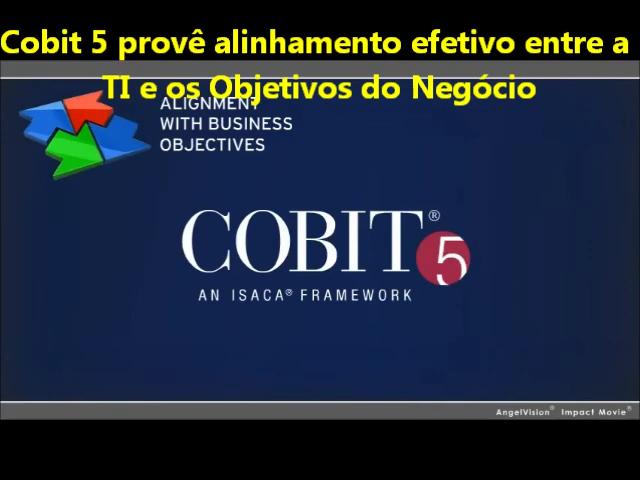 Cobit 5 provê alinhamento efetivo entre a
TI e os Objetivos do Negócio
ALIGNMENT
WITH BUSINESS
OBJECTIVES
COBIT® 5
AN ISACA® FRAMEWORK
AngelVision® Impact Movie®